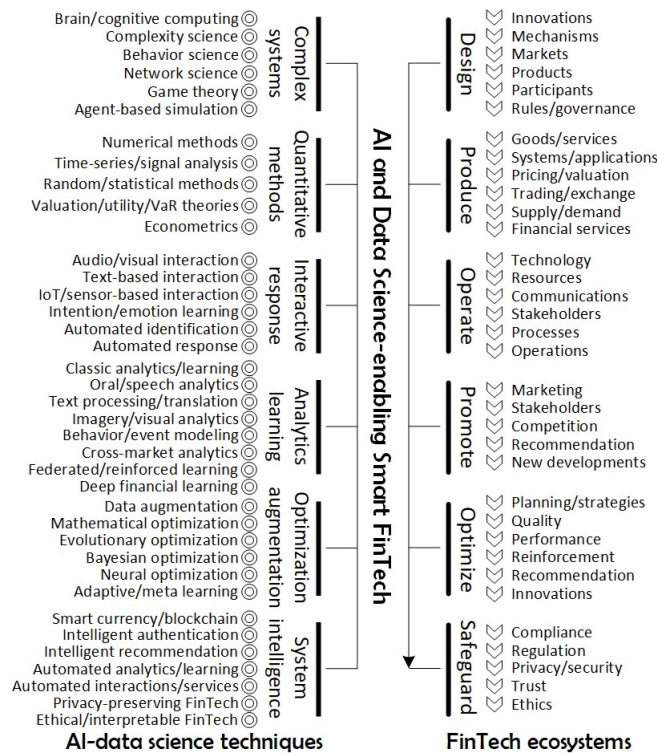 Brain/cognitive computing
Complexity science
Behavior science
Network science
Game theory
Agent-based simulation
Complex
systems
Numerical methods
Time-series/signal analysis
Random/statistical methods
Valuation/utility/VaR theories
Econometrics
Quantitative
methods
Audio/visual interaction
Text-based interaction
IoT/sensor-based interaction
Intention/emotion learning
Automated identification
Automated response
Interactive
response
Classic analytics/learning
Oral/speech analytics
Text processing/translation
Imagery/visual analytics
Behavior/event modeling
Cross-market analytics
Federated/reinforced learning
Deep financial learning
Analytics
learning
Data augmentation
Mathematical optimization
Evolutionary optimization
Bayesian optimization
Neural optimization
Adaptive/meta learning
Optimization
augmentation
Smart currency/blockchain
Intelligent authentication
Intelligent recommendation
Automated analytics/learning
Automated interactions/services
Privacy-preserving FinTech
Ethical/interpretable FinTech
System
intelligence
AI-data science techniques
AI and Data Science-enabling Smart FinTech
Design
Innovations
Mechanisms
Markets
Products
Participants
Rules/governance
Produce
Goods/services
Systems/applications
Pricing/valuation
Trading/exchange
Supply/demand
Financial services
Operate
Technology
Resources
Communications
Stakeholders
Processes
Operations
Promote
Marketing
Stakeholders
Competition
Recommendation
New developments
Optimize
Planning/strategies
Quality
Performance
Reinforcement
Recommendation
Innovations
Safeguard
Compliance
Regulation
Privacy/security
Trust
Ethics
FinTech ecosystems